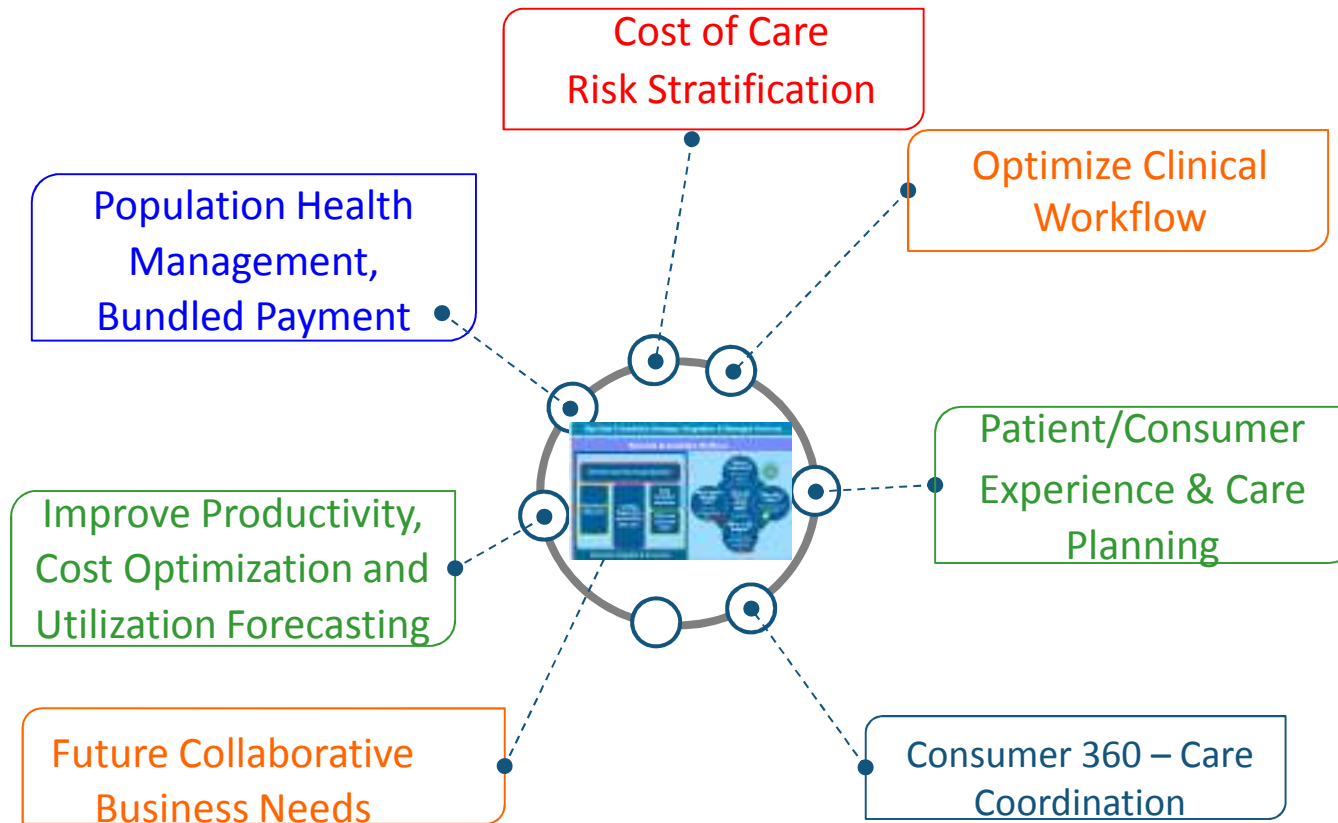 Cost of Care
Risk Stratification
Optimize Clinical
Workflow
Population Health
Management,
Bundled Payment
Patient/Consumer
Experience & Care
Planning
Improve Productivity,
Cost Optimization and
Utilization Forecasting
Future Collaborative
Business Needs
Consumer 360 – Care
Coordination